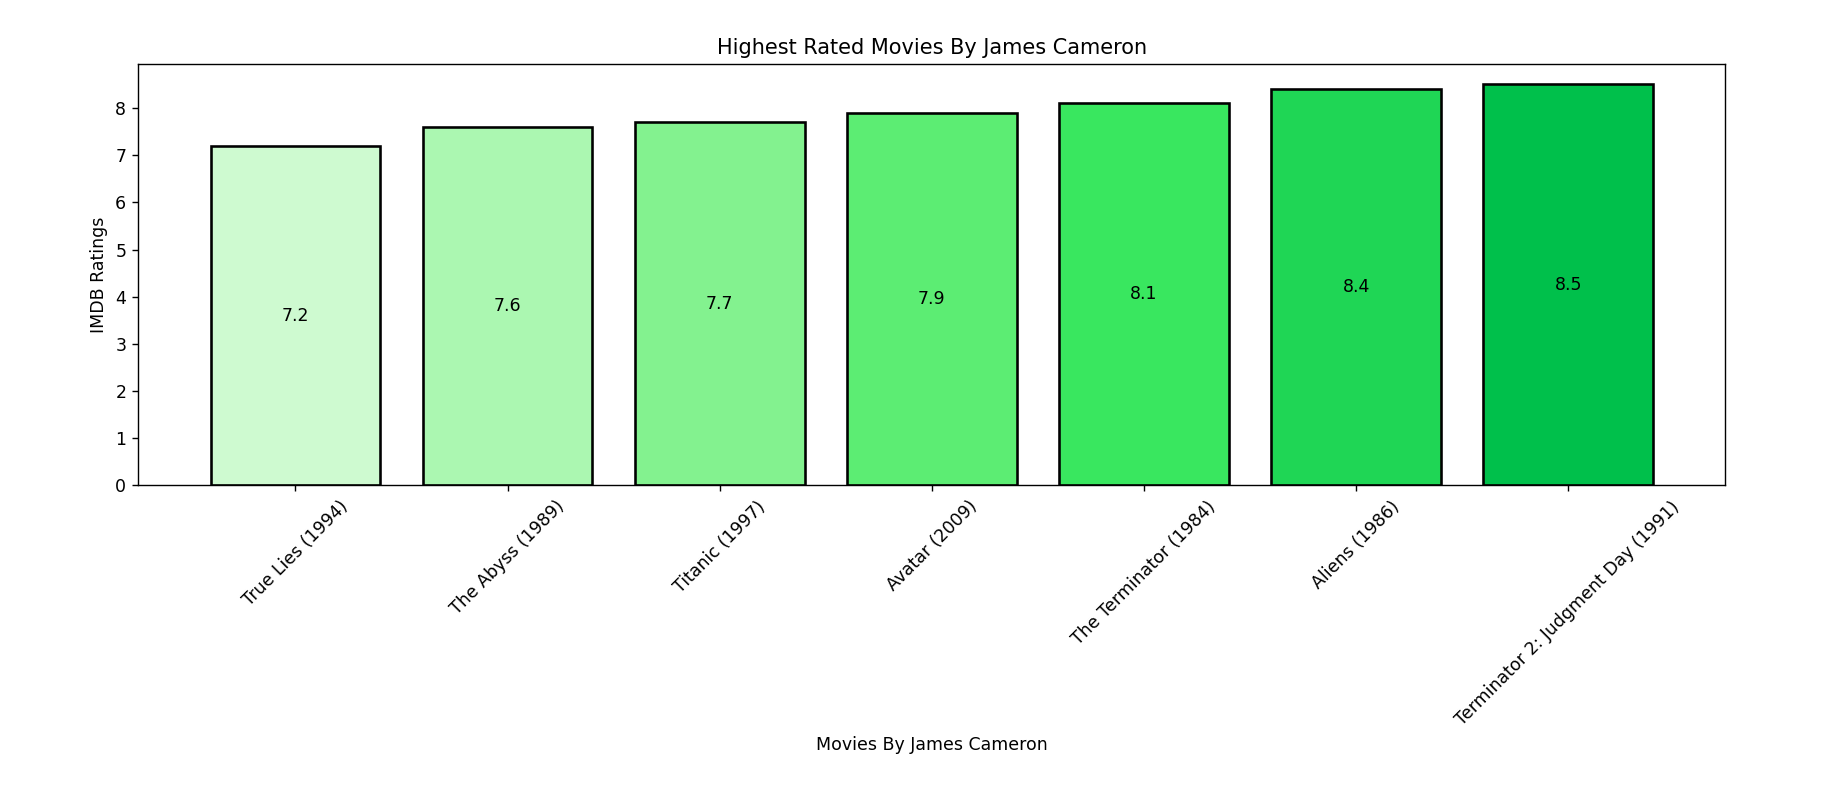 Highest Rated Movies By James Cameron
IMDB Ratings
8
7
6
5
4
3
2
1
0
7.2
7.6
7.7
7.9
8.1
8.4
8.5
True Lies (1994)
The Abyss (1989)
Titanic (1997)
Avatar (2009)
The Terminator (1984)
Aliens (1986)
Terminator 2: Judgment Day (1991)
Movies By James Cameron